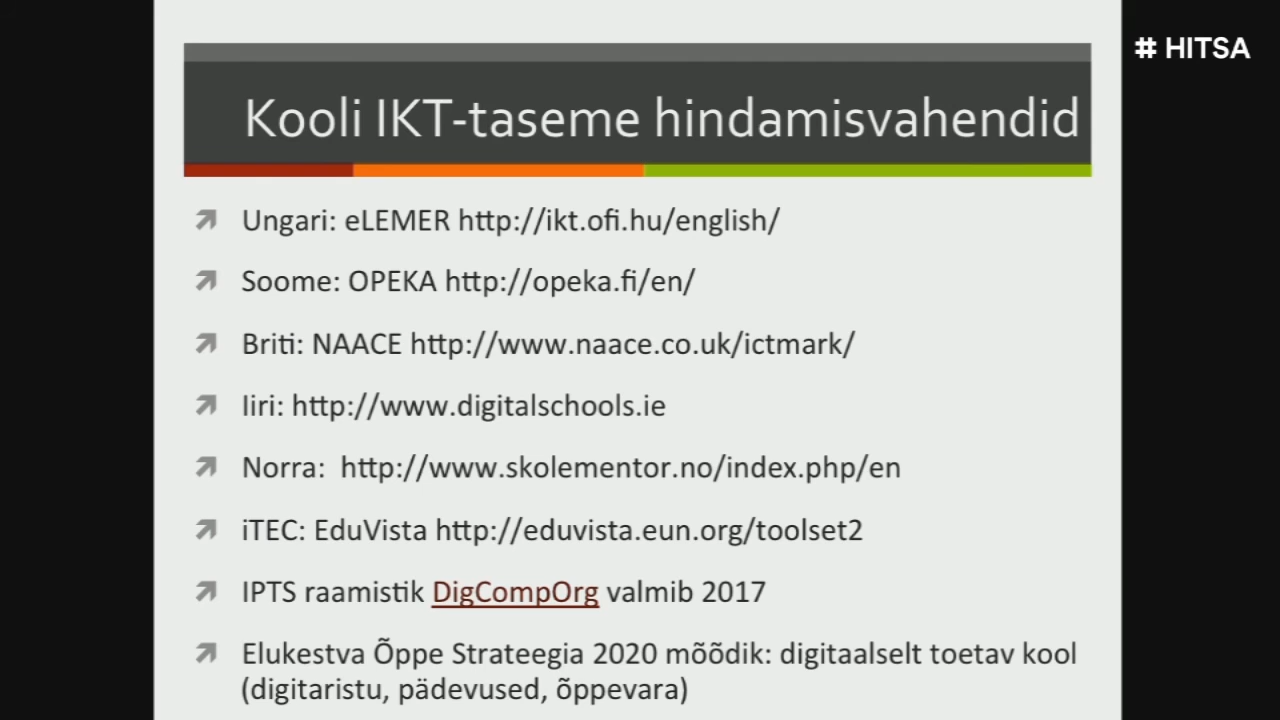 # HITSA
Kooli IKT-taseme hindamisvahendid
Ungari: eLEMER http://ikt.ofi.hu/english/
Soome: OPEKA http://opeka.fi/en/
Briti: NAACE http://www.naace.co.uk/ictmark/
Iiri: http://www.digitalschools.ie
Norra:  http://www.skolementor.no/index.php/en
iTEC: EduVista http://eduvista.eun.org/toolset2
IPTS raamistik DigCompOrg valmib 2017
Elukestva Õppe Strateegia 2020 mõõdik: digitaalselt toetav kool
(digitaristu, pädevused, õppevara)